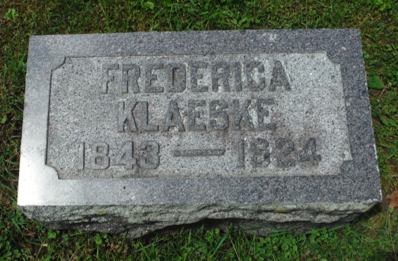 FREDERICA
KLAESKE
1843 — 1924